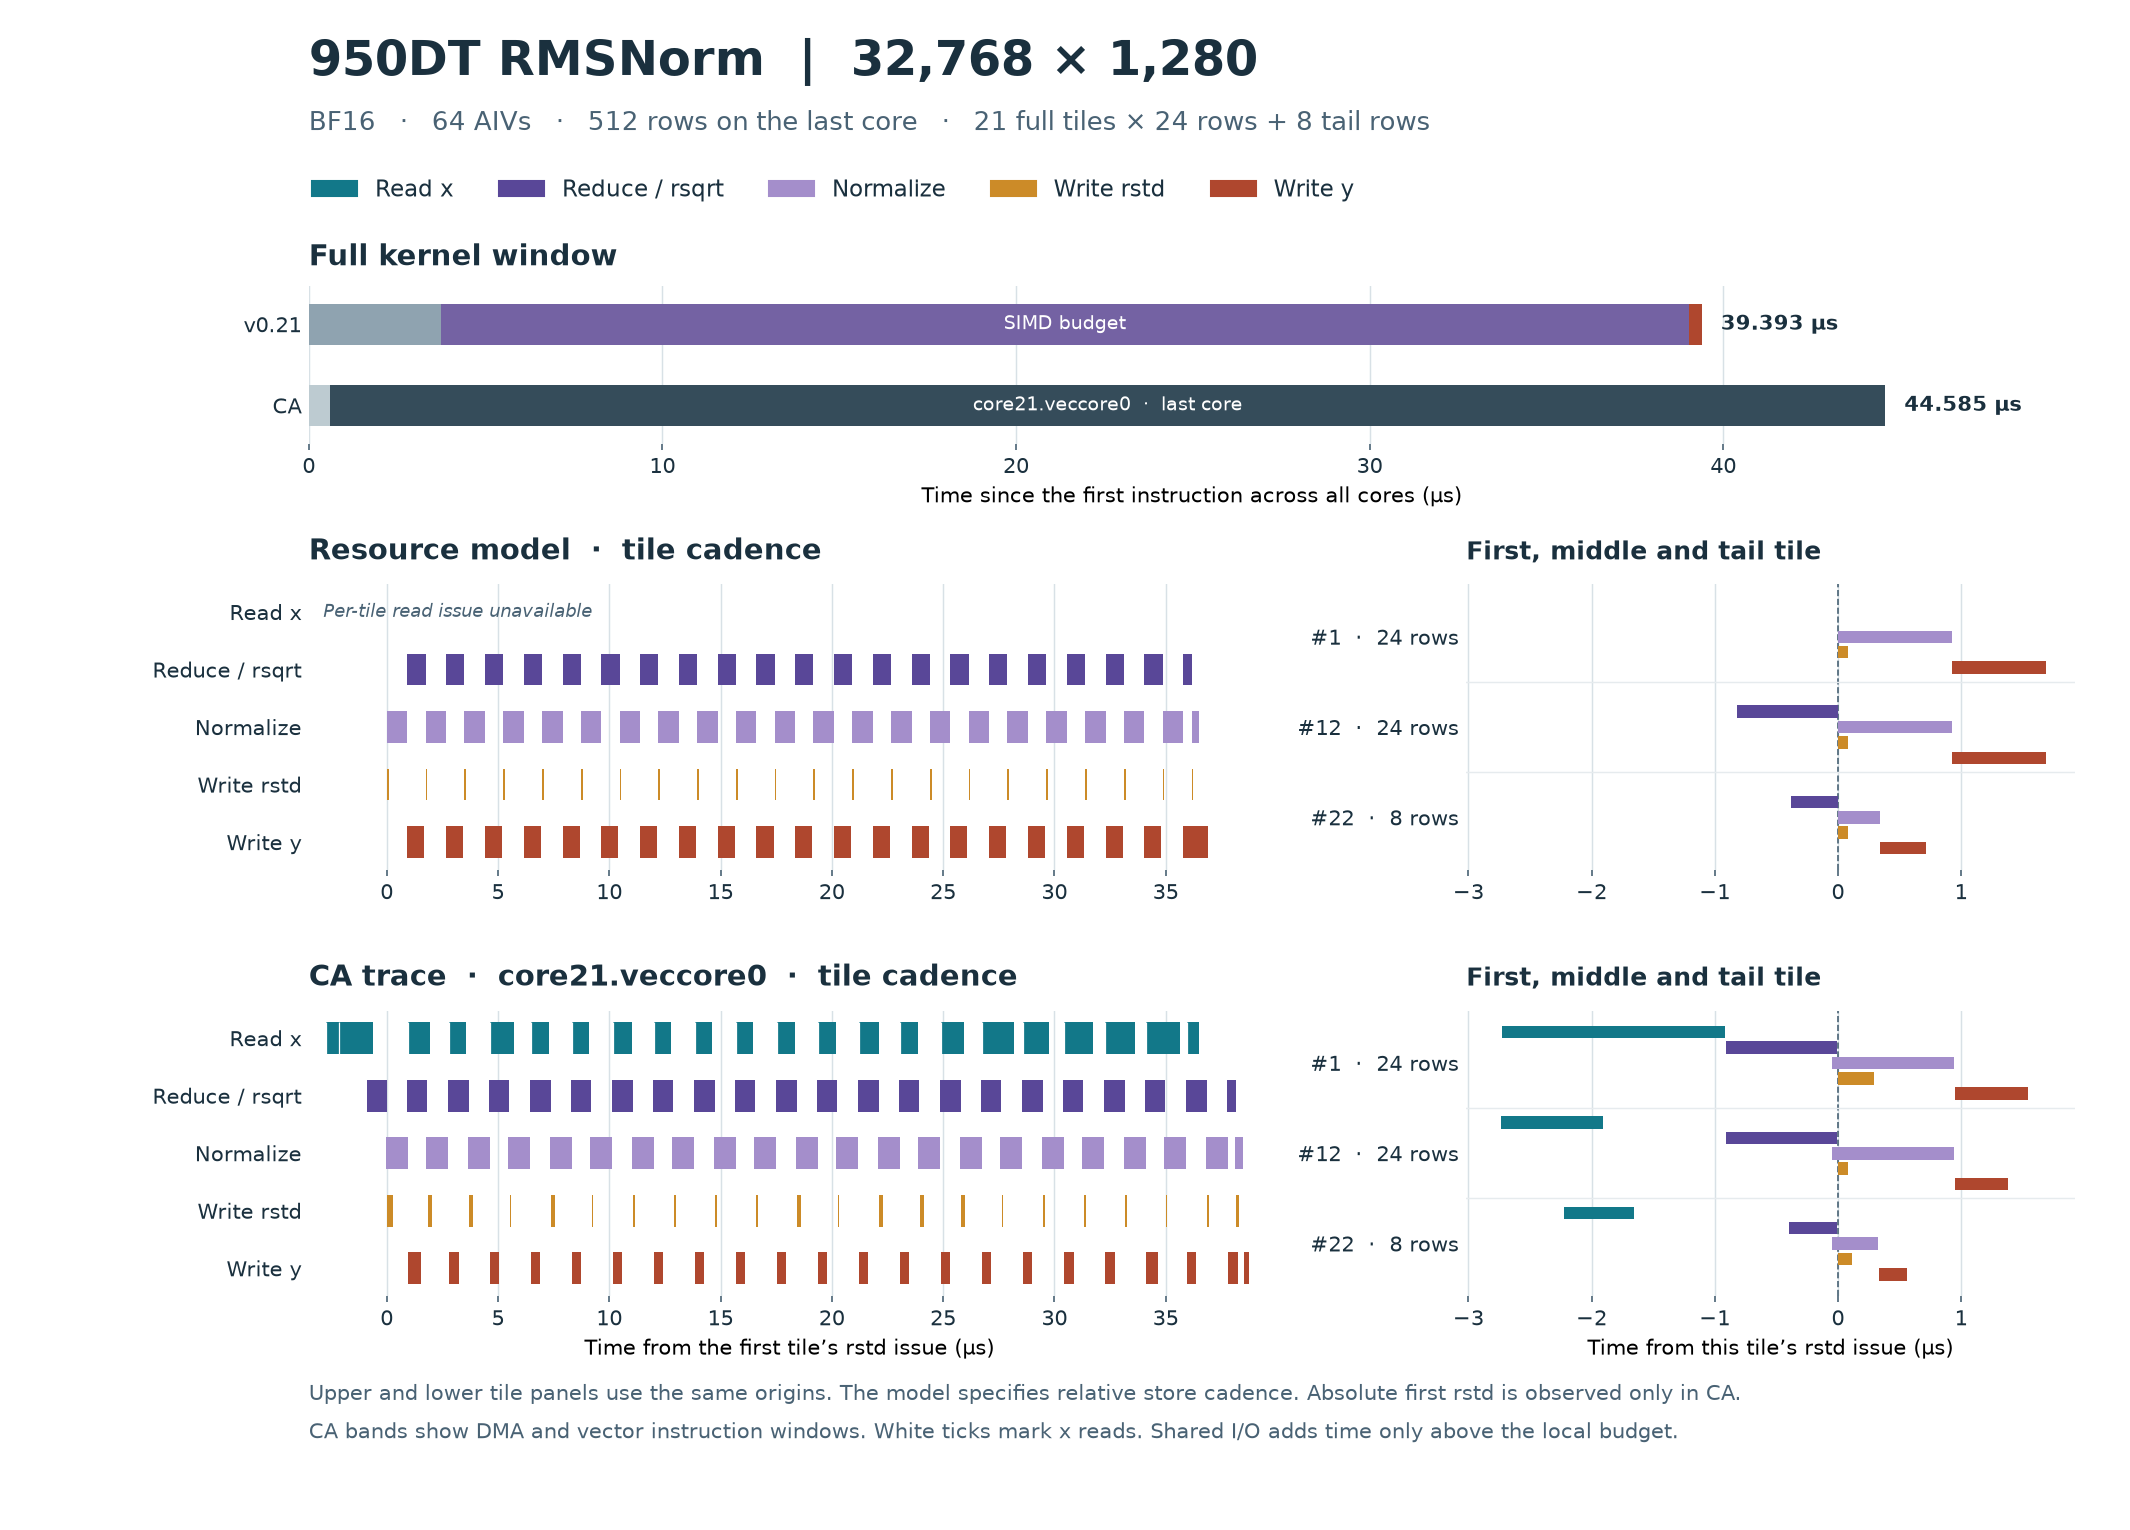 950DT RMSNorm | 32,768 × 1,280
BF16 · 64 AIVs · 512 rows on the last core · 21 full tiles × 24 rows + 8 tail rows
Read x Reduce / rsqrt Normalize Write rstd Write y
Full kernel window
v0.21 SIMD budget 39.393 µs
CA core21.veccore0 · last core 44.585 µs
0 10 20 30 40
Time since the first instruction across all cores (µs)
Resource model · tile cadence
Read x Per-tile read issue unavailable
Reduce / rsqrt
Normalize
Write rstd
Write y
0 5 10 15 20 25 30 35
First, middle and tail tile
#1 · 24 rows
#12 · 24 rows
#22 · 8 rows
−3 −2 −1 0 1
CA trace · core21.veccore0 · tile cadence
Read x
Reduce / rsqrt
Normalize
Write rstd
Write y
0 5 10 15 20 25 30 35
Time from the first tile’s rstd issue (µs)
First, middle and tail tile
#1 · 24 rows
#12 · 24 rows
#22 · 8 rows
−3 −2 −1 0 1
Time from this tile’s rstd issue (µs)
Upper and lower tile panels use the same origins. The model specifies relative store cadence. Absolute first rstd is observed only in CA.
CA bands show DMA and vector instruction windows. White ticks mark x reads. Shared I/O adds time only above the local budget.